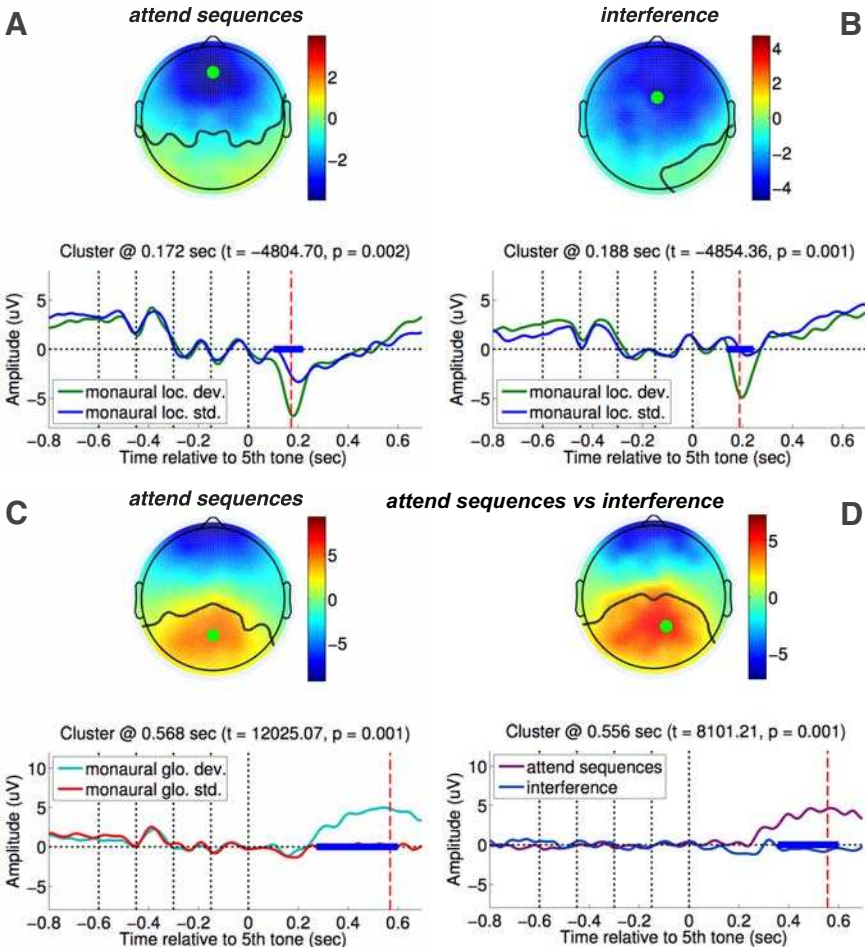 A
attend sequences
2
0
−2
Cluster @ 0.172 sec (t = −4804.70, p = 0.002)
Amplitude (uV)
5
0
−5
monaural loc. dev.
monaural loc. std.
−0.8 −0.6 −0.4 −0.2 0 0.2 0.4 0.6
Time relative to 5th tone (sec)
interference
B
4
2
0
−2
−4
Cluster @ 0.188 sec (t = −4854.36, p = 0.001)
Amplitude (uV)
5
0
−5
monaural loc. dev.
monaural loc. std.
−0.8 −0.6 −0.4 −0.2 0 0.2 0.4 0.6
Time relative to 5th tone (sec)
C
attend sequences
5
0
−5
Cluster @ 0.568 sec (t = 12025.07, p = 0.001)
Amplitude (uV)
10
5
0
−5
monaural glo. dev.
monaural glo. std.
−0.8 −0.6 −0.4 −0.2 0 0.2 0.4 0.6
Time relative to 5th tone (sec)
attend sequences vs interference
D
5
0
−5
Cluster @ 0.556 sec (t = 8101.21, p = 0.001)
Amplitude (uV)
10
5
0
−5
attend sequences
interference
−0.8 −0.6 −0.4 −0.2 0 0.2 0.4 0.6
Time relative to 5th tone (sec)